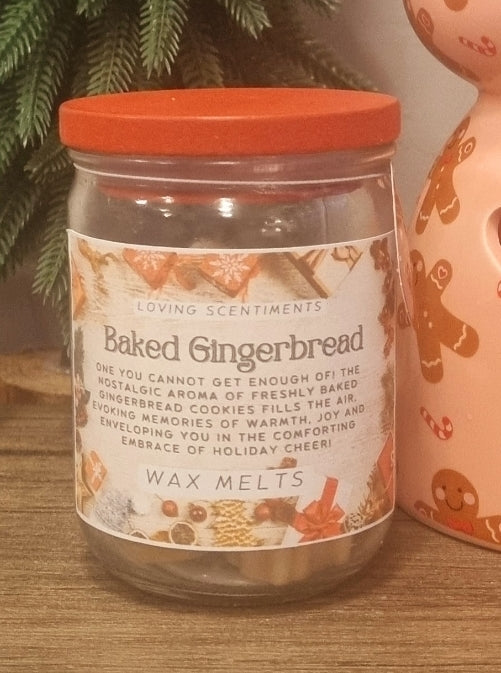 LOVING SCENTIMENTS
Baked Gingerbread
ONE YOU CANNOT GET ENOUGH OF! THE
NOSTALGIC AROMA OF FRESHLY BAKED
GINGERBREAD COOKIES FILLS THE AIR,
EVOKING MEMORIES OF WARMTH, JOY AND
ENVELOPING YOU IN THE COMFORTING
EMBRACE OF HOLIDAY CHEER!
WAX MELTS